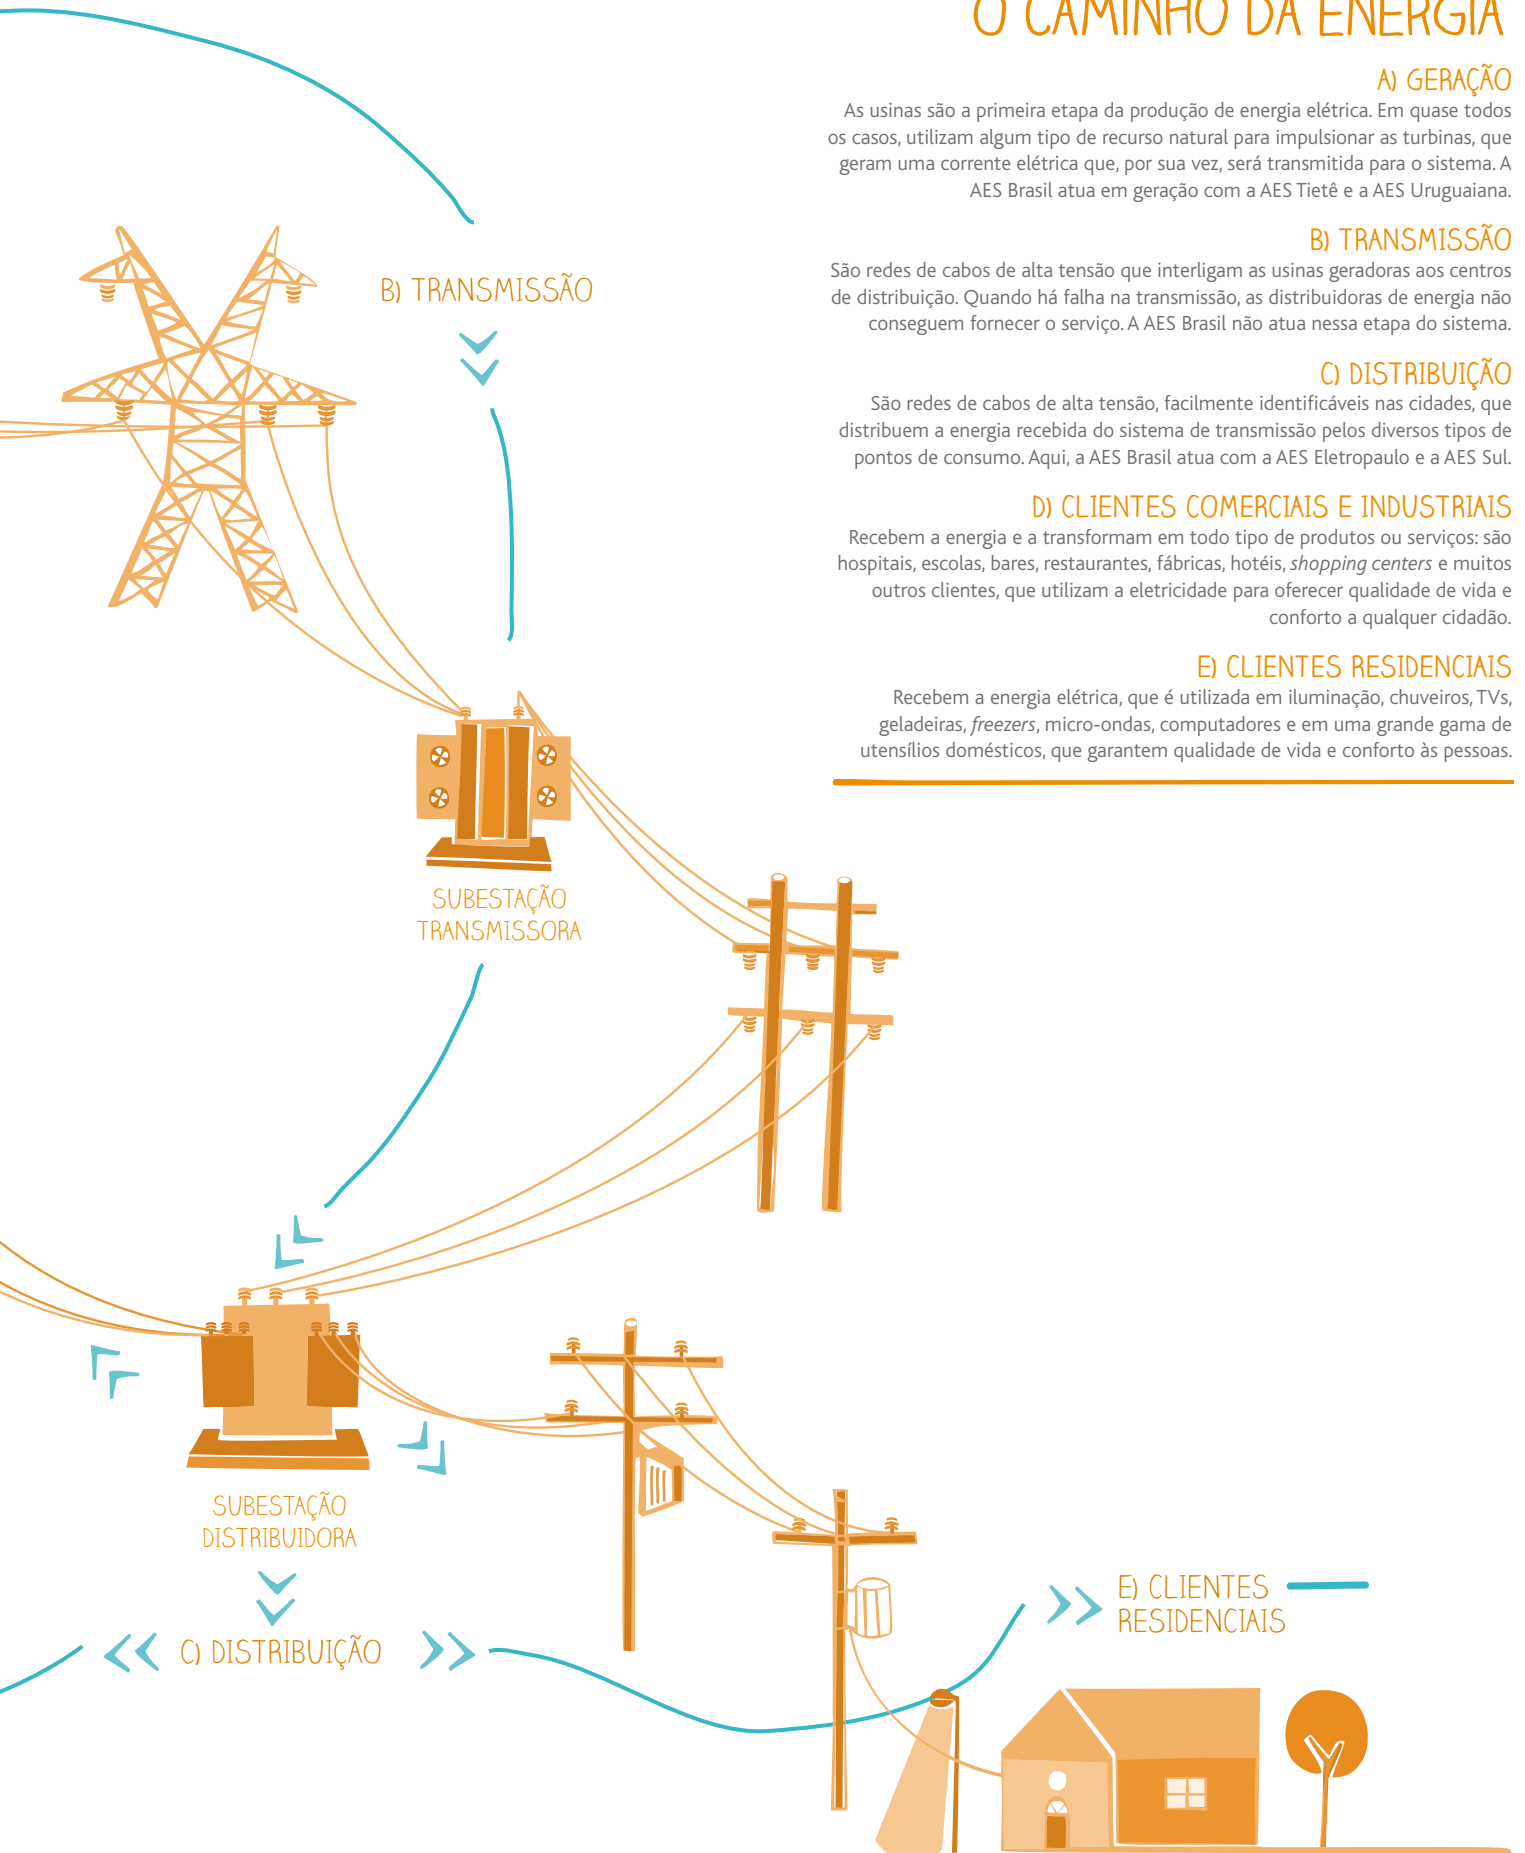 O CAMINHO DA ENERGIA
A) GERAÇÃO
As usinas são a primeira etapa da produção de energia elétrica. Em quase todos
os casos, utilizam algum tipo de recurso natural para impulsionar as turbinas, que
geram uma corrente elétrica que, por sua vez, será transmitida para o sistema. A
AES Brasil atua em geração com a AES Tietê e a AES Uruguaiana.
B) TRANSMISSÃO
São redes de cabos de alta tensão que interligam as usinas geradoras aos centros
de distribuição. Quando há falha na transmissão, as distribuidoras de energia não
conseguem fornecer o serviço. A AES Brasil não atua nessa etapa do sistema.
C) DISTRIBUIÇÃO
São redes de cabos de alta tensão, facilmente identificáveis nas cidades, que
distribuem a energia recebida do sistema de transmissão pelos diversos tipos de
pontos de consumo. Aqui, a AES Brasil atua com a AES Eletropaulo e a AES Sul.
D) CLIENTES COMERCIAIS E INDUSTRIAIS
Recebem a energia e a transformam em todo tipo de produtos ou serviços: são
hospitais, escolas, bares, restaurantes, fábricas, hotéis, shopping centers e muitos
outros clientes, que utilizam a eletricidade para oferecer qualidade de vida e
conforto a qualquer cidadão.
E) CLIENTES RESIDENCIAIS
Recebem a energia elétrica, que é utilizada em iluminação, chuveiros, TVs,
geladeiras, freezers, micro-ondas, computadores e em uma grande gama de
utensílios domésticos, que garantem qualidade de vida e conforto às pessoas.
B) TRANSMISSÃO
SUBESTAÇÃO
TRANSMISSORA
SUBESTAÇÃO
DISTRIBUIDORA
C) DISTRIBUIÇÃO
E) CLIENTES
RESIDENCIAIS